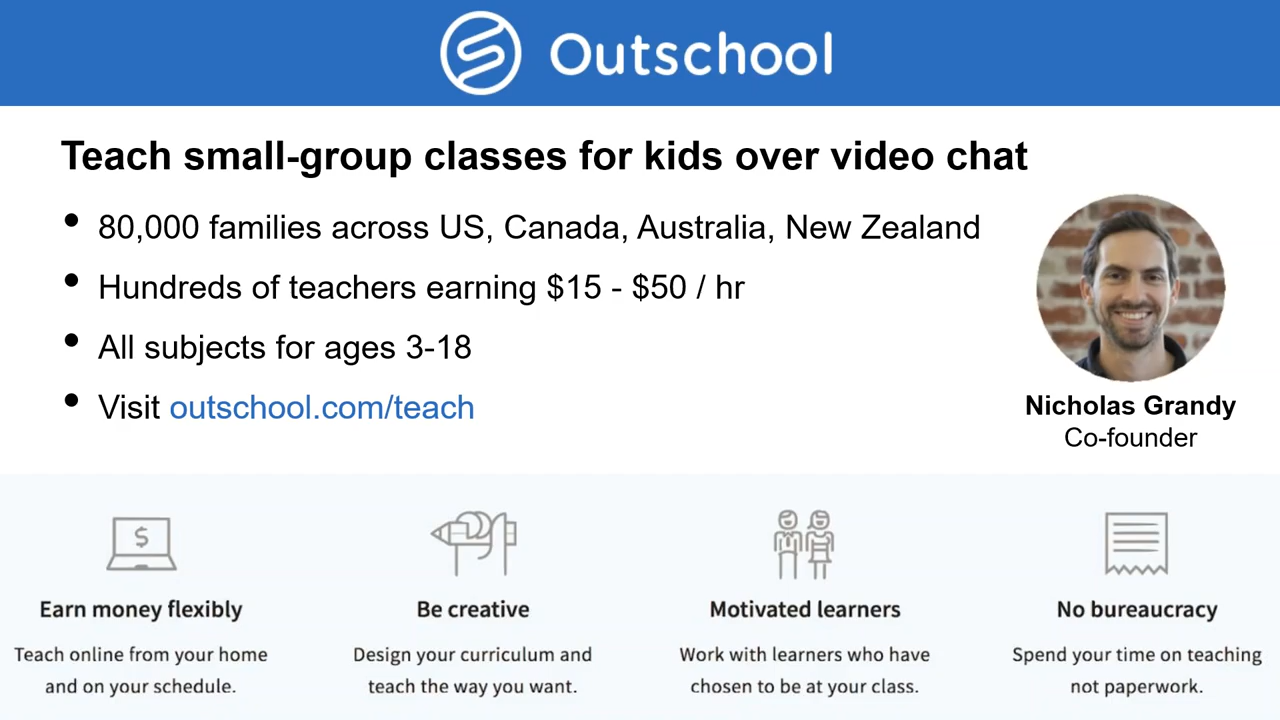 Outschool
Teach small-group classes for kids over video chat
• 80,000 families across US, Canada, Australia, New Zealand
• Hundreds of teachers earning $15 - $50 / hr
• All subjects for ages 3-18
• Visit outschool.com/teach
Nicholas Grandy
Co-founder
$
Earn money flexibly
Teach online from your home
and on your schedule.
Be creative
Design your curriculum and
teach the way you want.
Motivated learners
Work with learners who have
chosen to be at your class.
No bureaucracy
Spend your time on teaching
not paperwork.